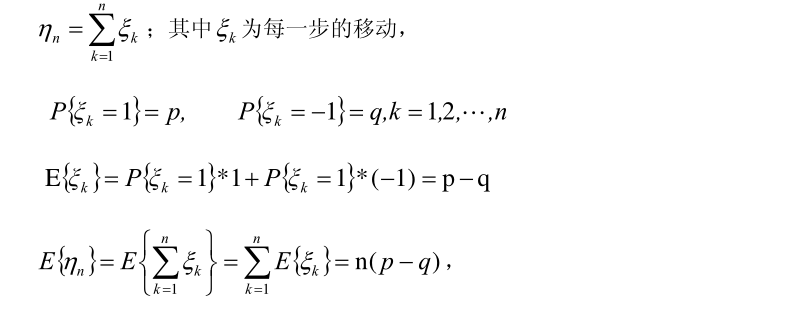 η_n = ∑_{k=1}^{n} ξ_k ；其中 ξ_k 为每一步的移动，
P{ξ_k = 1} = p,  P{ξ_k = −1} = q, k = 1,2,⋯,n
E{ξ_k} = P{ξ_k = 1}*1 + P{ξ_k = 1}*(−1) = p − q
E{η_n} = E{∑_{k=1}^{n} ξ_k} = ∑_{k=1}^{n} E{ξ_k} = n(p − q)，